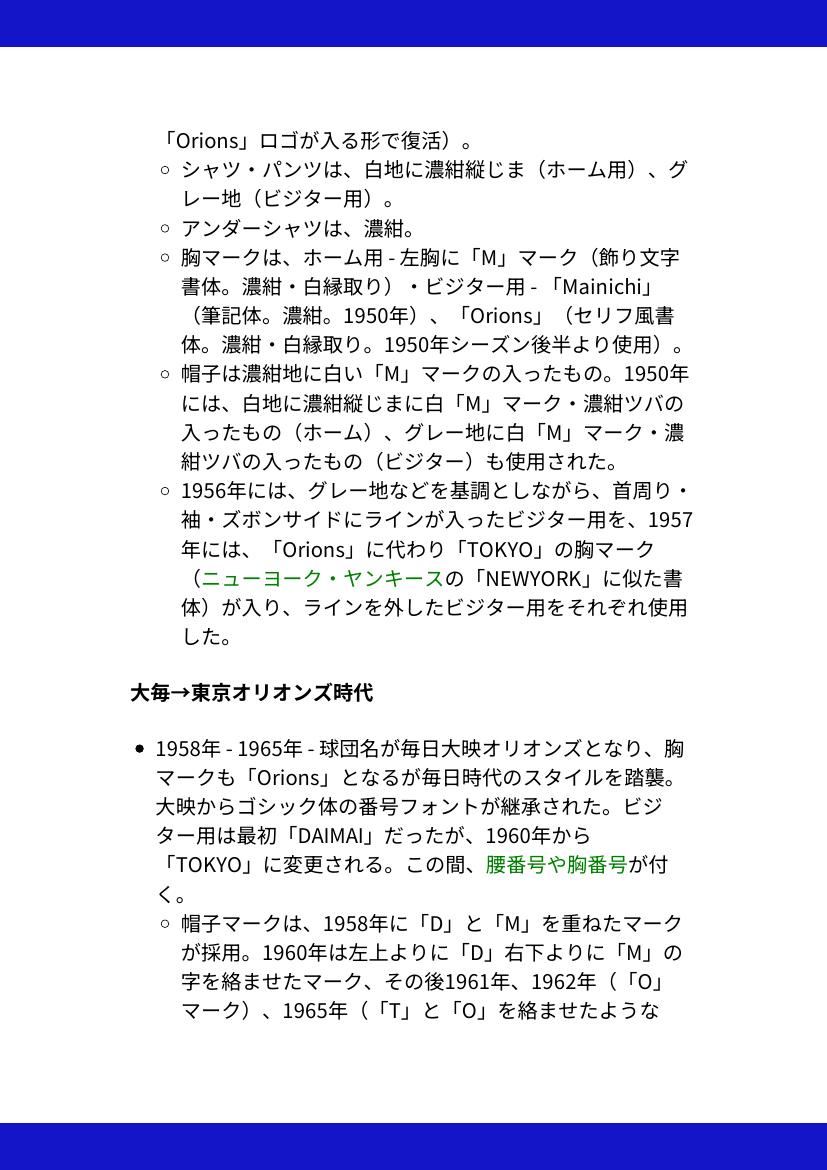 「Orions」ロゴが入る形で復活）。
○ シャツ・パンツは、白地に濃紺縦じま（ホーム用）、グ
レー地（ビジター用）。
○ アンダーシャツは、濃紺。
○ 胸マークは、ホーム用 - 左胸に「M」マーク（飾り文字
書体。濃紺・白縁取り）・ビジター用 - 「Mainichi」
（筆記体。濃紺。1950年）、「Orions」（セリフ風書
体。濃紺・白縁取り。1950年シーズン後半より使用）。
○ 帽子は濃紺地に白い「M」マークの入ったもの。1950年
には、白地に濃紺縦じまに白「M」マーク・濃紺ツバの
入ったもの（ホーム）、グレー地に白「M」マーク・濃
紺ツバの入ったもの（ビジター）も使用された。
○ 1956年には、グレー地などを基調としながら、首周り・
袖・ズボンサイドにラインが入ったビジター用を、1957
年には、「Orions」に代わり「TOKYO」の胸マーク
（ニューヨーク・ヤンキースの「NEWYORK」に似た書
体）が入り、ラインを外したビジター用をそれぞれ使用
した。
大毎→東京オリオンズ時代
• 1958年 - 1965年 - 球団名が毎日大映オリオンズとなり、胸
マークも「Orions」となるが毎日時代のスタイルを踏襲。
大映からゴシック体の番号フォントが継承された。ビジ
ター用は最初「DAIMAI」だったが、1960年から
「TOKYO」に変更される。この間、腰番号や胸番号が付
く。
○ 帽子マークは、1958年に「D」と「M」を重ねたマーク
が採用。1960年は左上よりに「D」右下よりに「M」の
字を絡ませたマーク、その後1961年、1962年（「O」
マーク）、1965年（「T」と「O」を絡ませたような